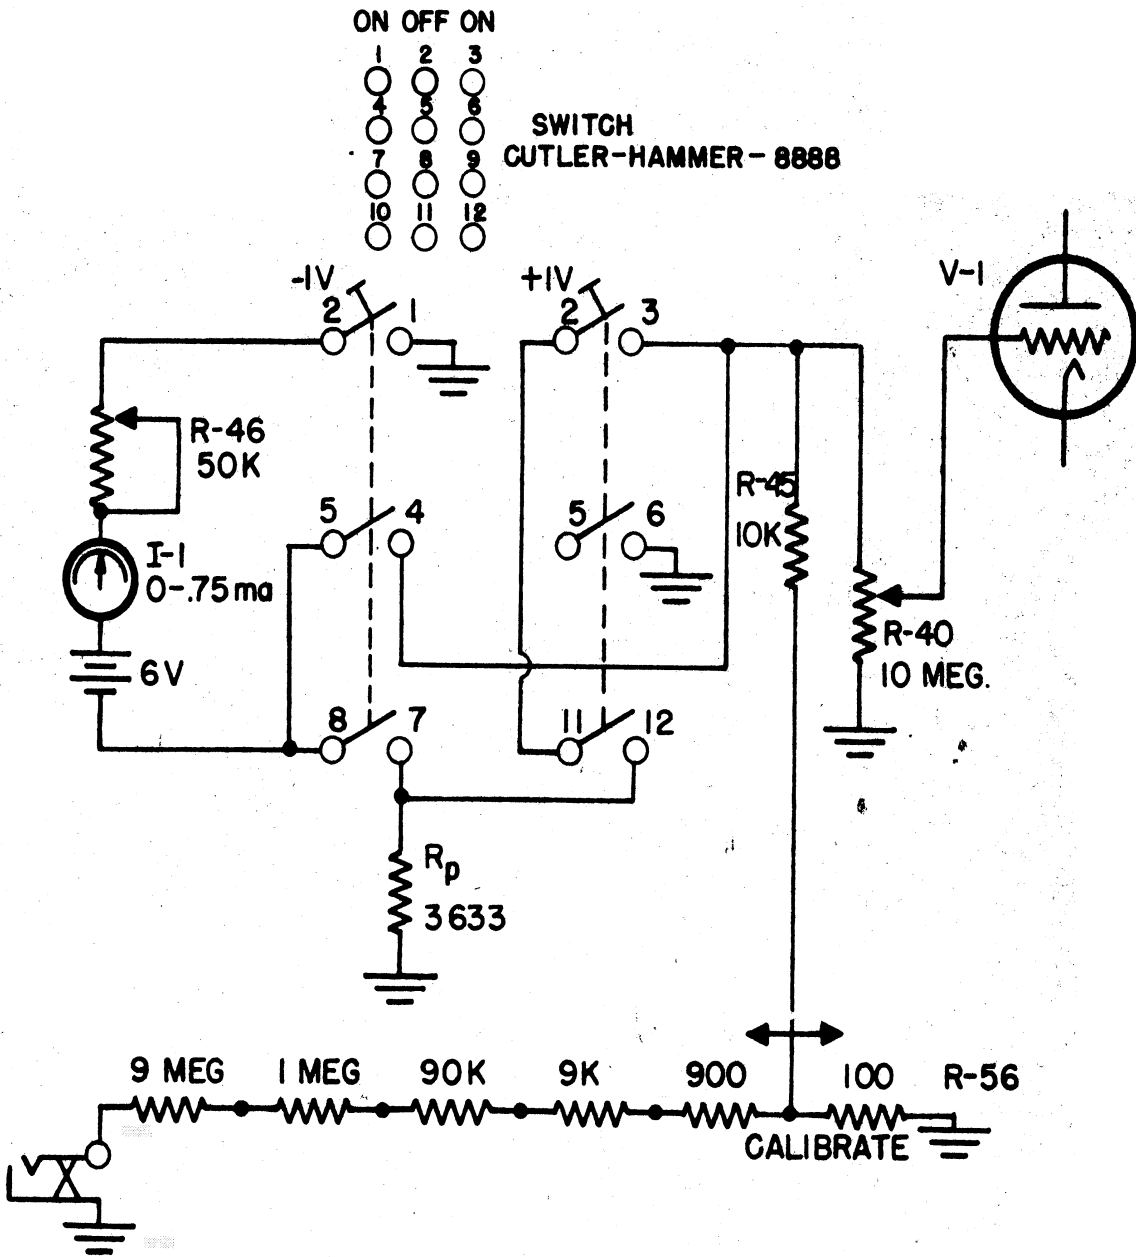 ON OFF ON
1 2 3
4 5 6
7 8 9
10 11 12
SWITCH
CUTLER-HAMMER-8888
-1V
2 1
+1V
2 3
V-1
R-46
50K
5 4
5 6
R-45
10K
I-1
0-.75ma
6V
R-40
10 MEG.
8 7
11 12
Rp
3633
9 MEG
1 MEG
90K
9K
900
100
R-56
CALIBRATE